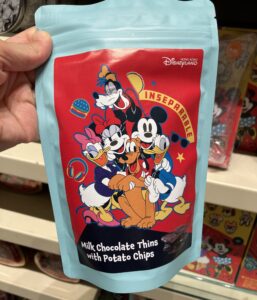 HONG KONG
Disneyland
INSEPARABLE
Milk Chocolate Thins
with Potato Chips